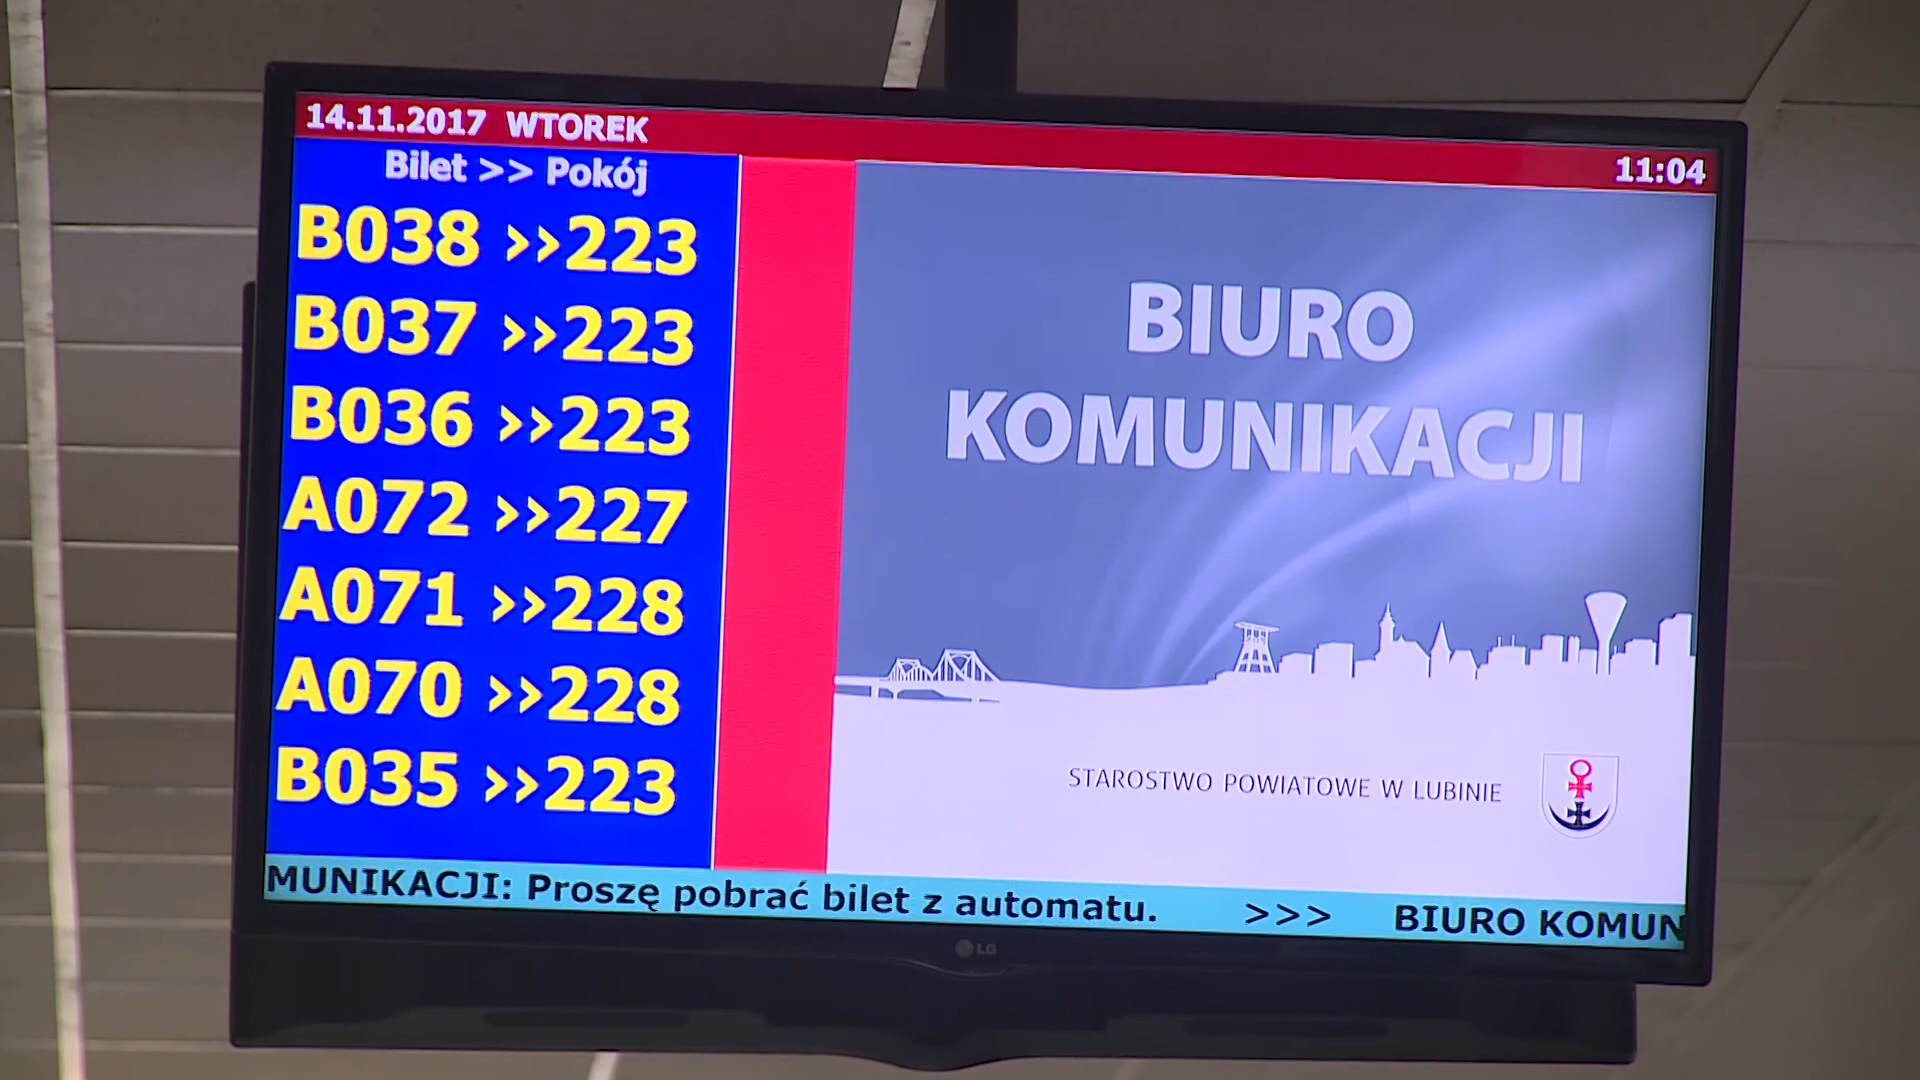 14.11.2017 WTOREK
11:04
Bilet >> Pokój
B038 >>223
B037 >>223
B036 >>223
A072 >>227
A071 >>228
A070 >>228
B035 >>223
BIURO
KOMUNIKACJI
STAROSTWO POWIATOWE W LUBINIE
MUNIKACJI: Proszę pobrać bilet z automatu. >>> BIURO KOMUN
LG